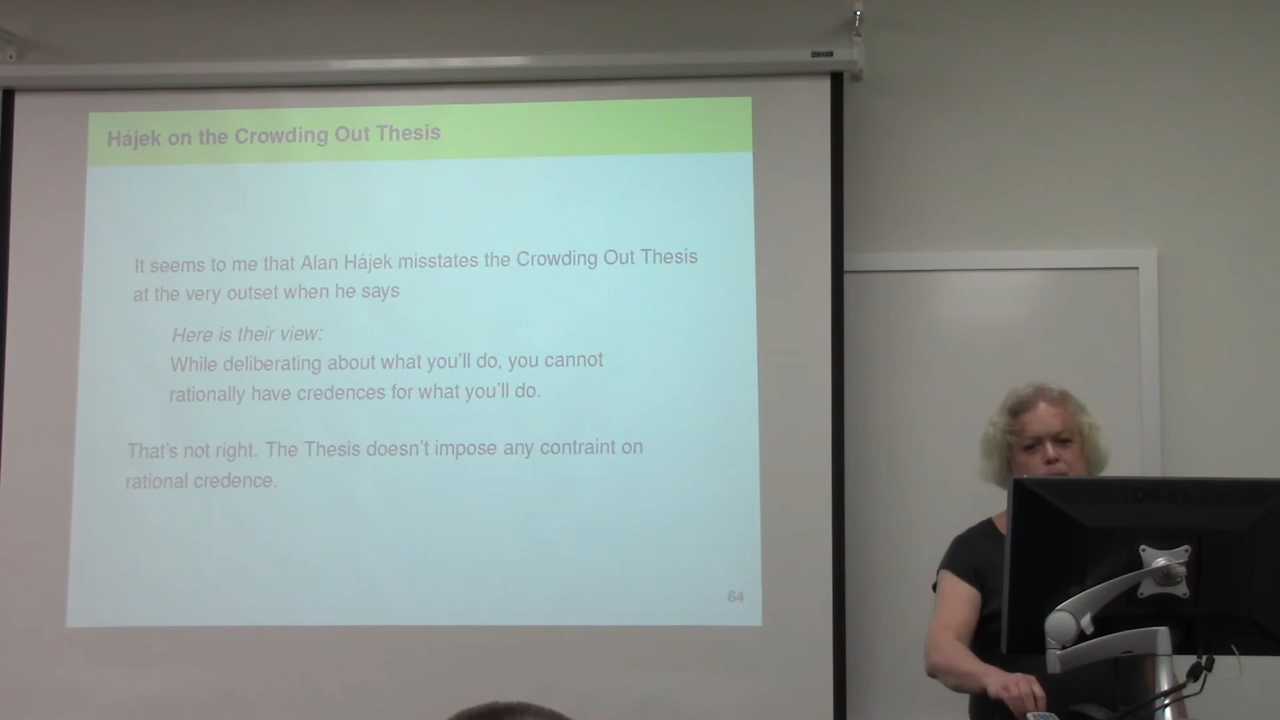 Hájek on the Crowding Out Thesis
It seems to me that Alan Hájek misstates the Crowding Out Thesis
at the very outset when he says
Here is their view:
While deliberating about what you'll do, you cannot
rationally have credences for what you'll do.
That's not right. The Thesis doesn't impose any contraint on
rational credence.
64